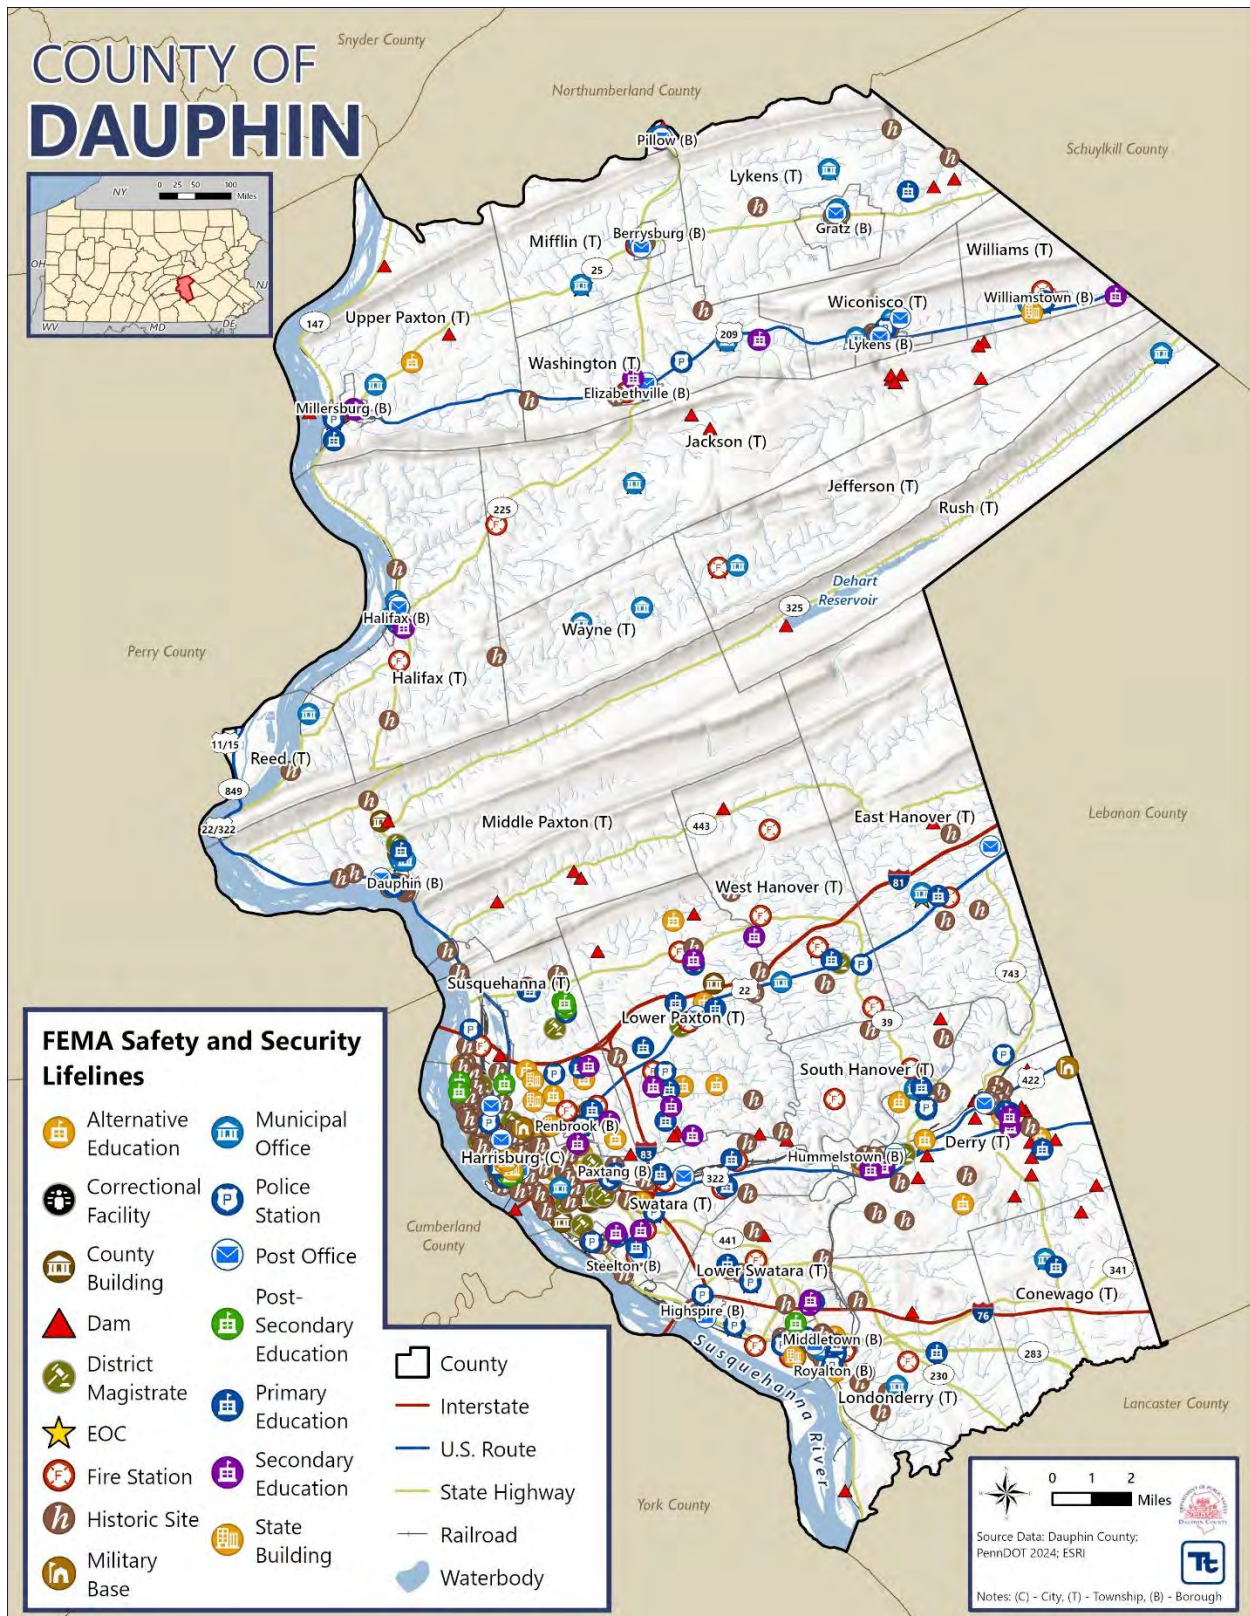 COUNTY OF
DAUPHIN
Snyder County
Northumberland County
Schuylkill County
NY
0 25 50 100
Miles
OH
NJ
WV
MD
DE
Pillow (B)
Lykens (T)
Gratz (B)
Berrysburg (B)
Mifflin (T)
25
Williams (T)
147
Upper Paxton (T)
Wiconisco (T)
Williamstown (B)
209
Lykens (B)
Washington (T)
Elizabethville (B)
Millersburg (B)
Jackson (T)
Jefferson (T)
Rush (T)
225
Dehart
Reservoir
325
Halifax (B)
Wayne (T)
Perry County
Halifax (T)
11/15
Reed (T)
849
22/322
Middle Paxton (T)
443
East Hanover (T)
Lebanon County
Dauphin (B)
West Hanover (T)
81
743
Susquehanna (T)
22
Lower Paxton (T)
39
South Hanover (T)
422
Penbrook (B)
Derry (T)
Harrisburg (C)
83
Hummelstown (B)
Paxtang (B)
322
Swatara (T)
Cumberland
County
441
Steelton (B)
Lower Swatara (T)
341
Conewago (T)
Highspire (B)
76
Middletown (B)
283
Royalton (B)
230
Londonderry (T)
Susquehanna River
Lancaster County
York County
FEMA Safety and Security
Lifelines
Alternative
Education
Correctional
Facility
County
Building
Dam
District
Magistrate
EOC
Fire Station
Historic Site
Military
Base
Municipal
Office
Police
Station
Post Office
Post-
Secondary
Education
Primary
Education
Secondary
Education
State
Building
County
Interstate
U.S. Route
State Highway
Railroad
Waterbody
0 1 2
Miles
Source Data: Dauphin County;
PennDOT 2024; ESRI
DAUPHIN COUNTY
Tt
Notes: (C) - City, (T) - Township, (B) - Borough